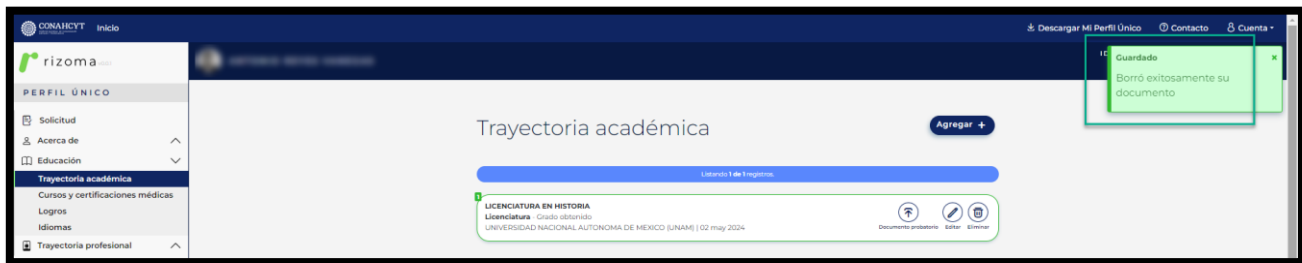 CONAHCYT Inicio Descargar Mi Perfil Único Contacto Cuenta
rizoma
PERFIL ÚNICO
Solicitud
Acerca de
Educación
Trayectoria académica
Cursos y certificaciones médicas
Logros
Idiomas
Trayectoria profesional
Guardado
Borró exitosamente su
documento
Trayectoria académica
Agregar +
Listando 1 de 1 registros.
1
LICENCIATURA EN HISTORIA
Licenciatura - Grado obtenido
UNIVERSIDAD NACIONAL AUTONOMA DE MEXICO (UNAM) | 02 may 2024
Documento probatorio Editar Eliminar